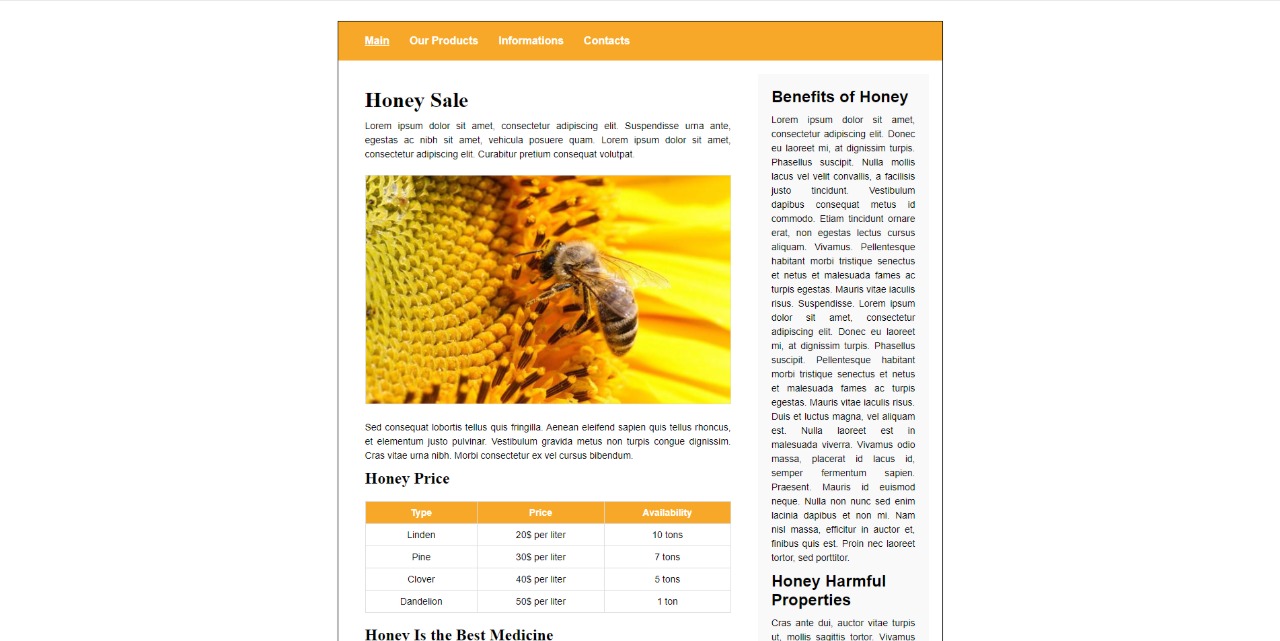 Main Our Products Informations Contacts
Honey Sale
Lorem ipsum dolor sit amet, consectetur adipiscing elit. Suspendisse urna ante,
egestas ac nibh sit amet, vehicula posuere quam. Lorem ipsum dolor sit amet,
consectetur adipiscing elit. Curabitur pretium consequat volutpat.
Sed consequat lobortis tellus quis fringilla. Aenean eleifend sapien quis tellus rhoncus,
et elementum justo pulvinar. Vestibulum gravida metus non turpis congue dignissim.
Cras vitae urna nibh. Morbi consectetur ex vel cursus bibendum.
Honey Price
Type Price Availability
Linden 20$ per liter 10 tons
Pine 30$ per liter 7 tons
Clover 40$ per liter 5 tons
Dandelion 50$ per liter 1 ton
Honey Is the Best Medicine
Benefits of Honey
Lorem ipsum dolor sit amet,
consectetur adipiscing elit. Donec
eu laoreet mi, at dignissim turpis.
Phasellus suscipit. Nulla mollis
lacus vel velit convallis, a facilisis
justo tincidunt. Vestibulum
dapibus consequat metus id
commodo. Etiam tincidunt ornare
erat, non egestas lectus cursus
aliquam. Vivamus. Pellentesque
habitant morbi tristique senectus
et netus et malesuada fames ac
turpis egestas. Mauris vitae iaculis
risus. Suspendisse. Lorem ipsum
dolor sit amet, consectetur
adipiscing elit. Donec eu laoreet
mi, at dignissim turpis. Phasellus
suscipit. Pellentesque habitant
morbi tristique senectus et netus
et malesuada fames ac turpis
egestas. Mauris vitae iaculis risus.
Duis et luctus magna, vel aliquam
est. Nulla laoreet est in
malesuada viverra. Vivamus odio
massa, placerat id lacus id,
semper fermentum sapien.
Praesent. Mauris id euismod
neque. Nulla non nunc sed enim
lacinia dapibus et non mi. Nam
nisl massa, efficitur in auctor et,
finibus quis est. Proin nec laoreet
tortor, sed porttitor.
Honey Harmful
Properties
Cras ante dui, auctor vitae turpis
ut, mollis sagittis tortor. Vivamus